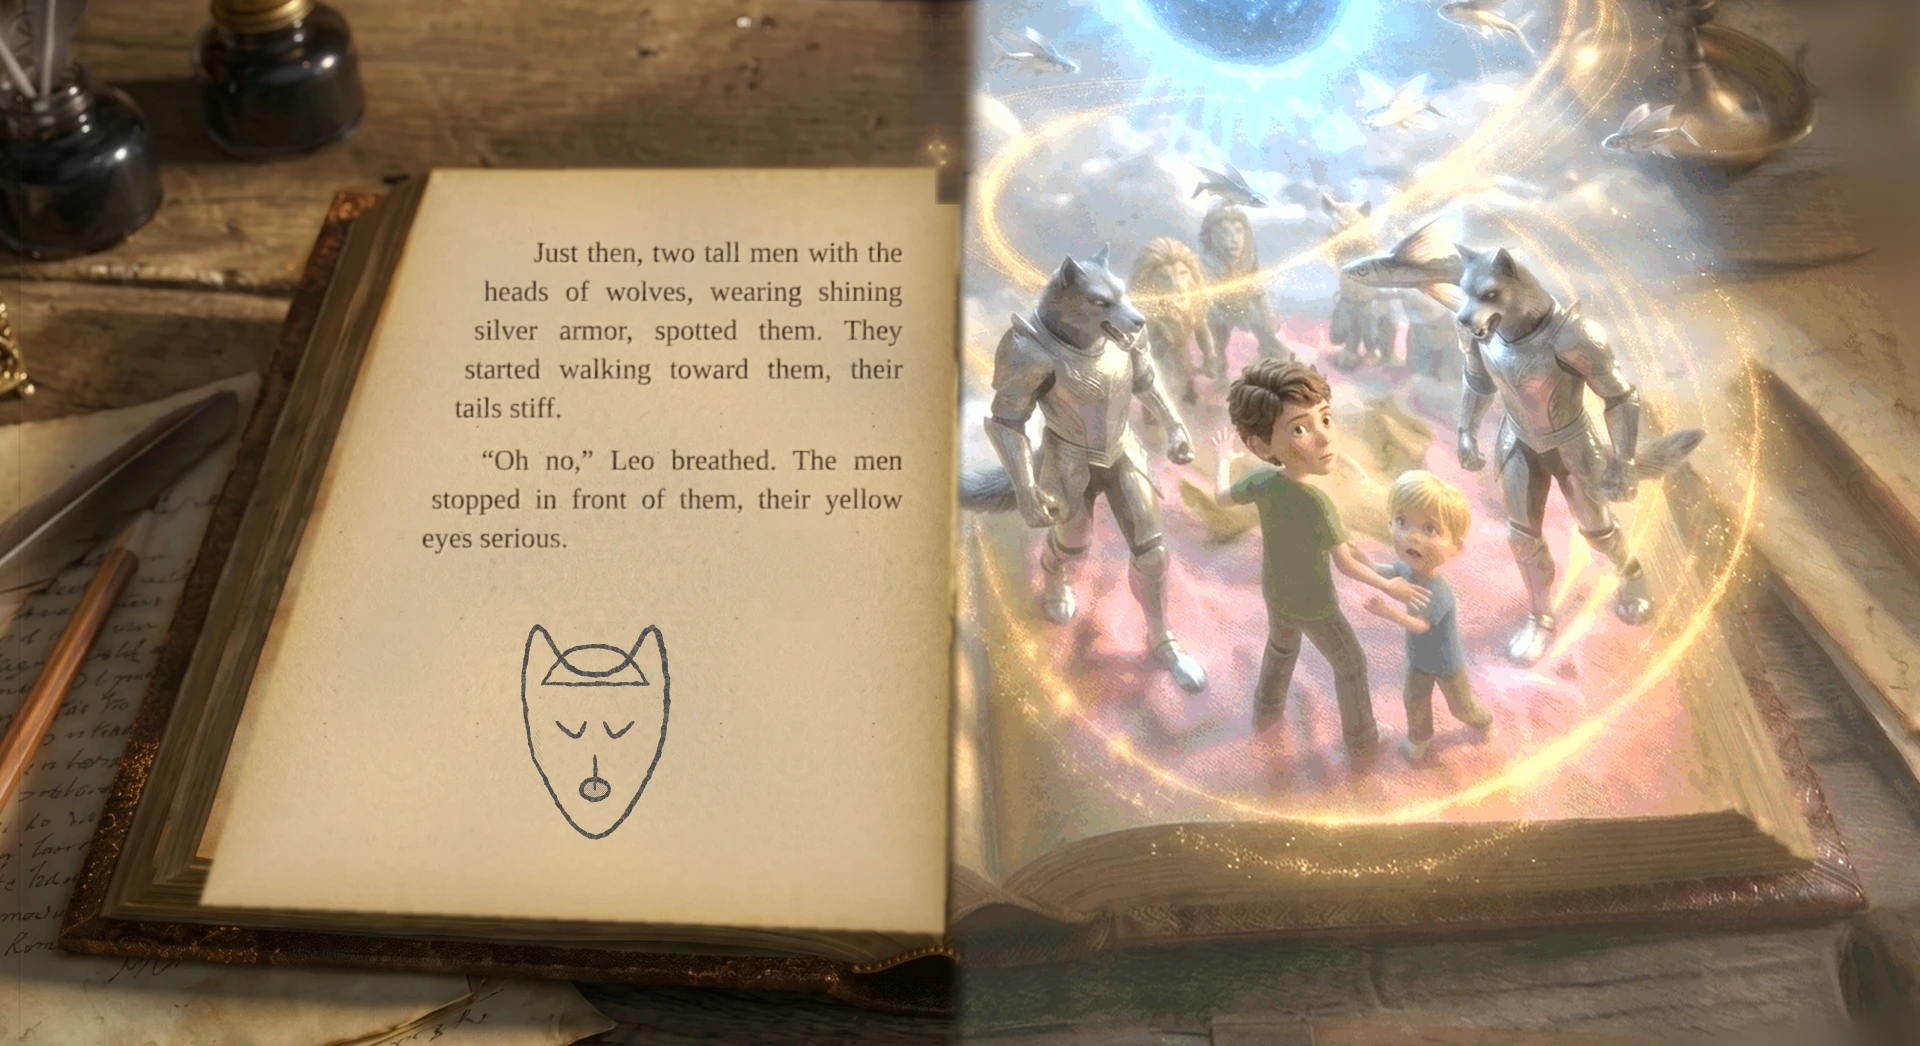 Just then, two tall men with the
heads of wolves, wearing shining
silver armor, spotted them. They
started walking toward them, their
tails stiff.
“Oh no,” Leo breathed. The men
stopped in front of them, their yellow
eyes serious.